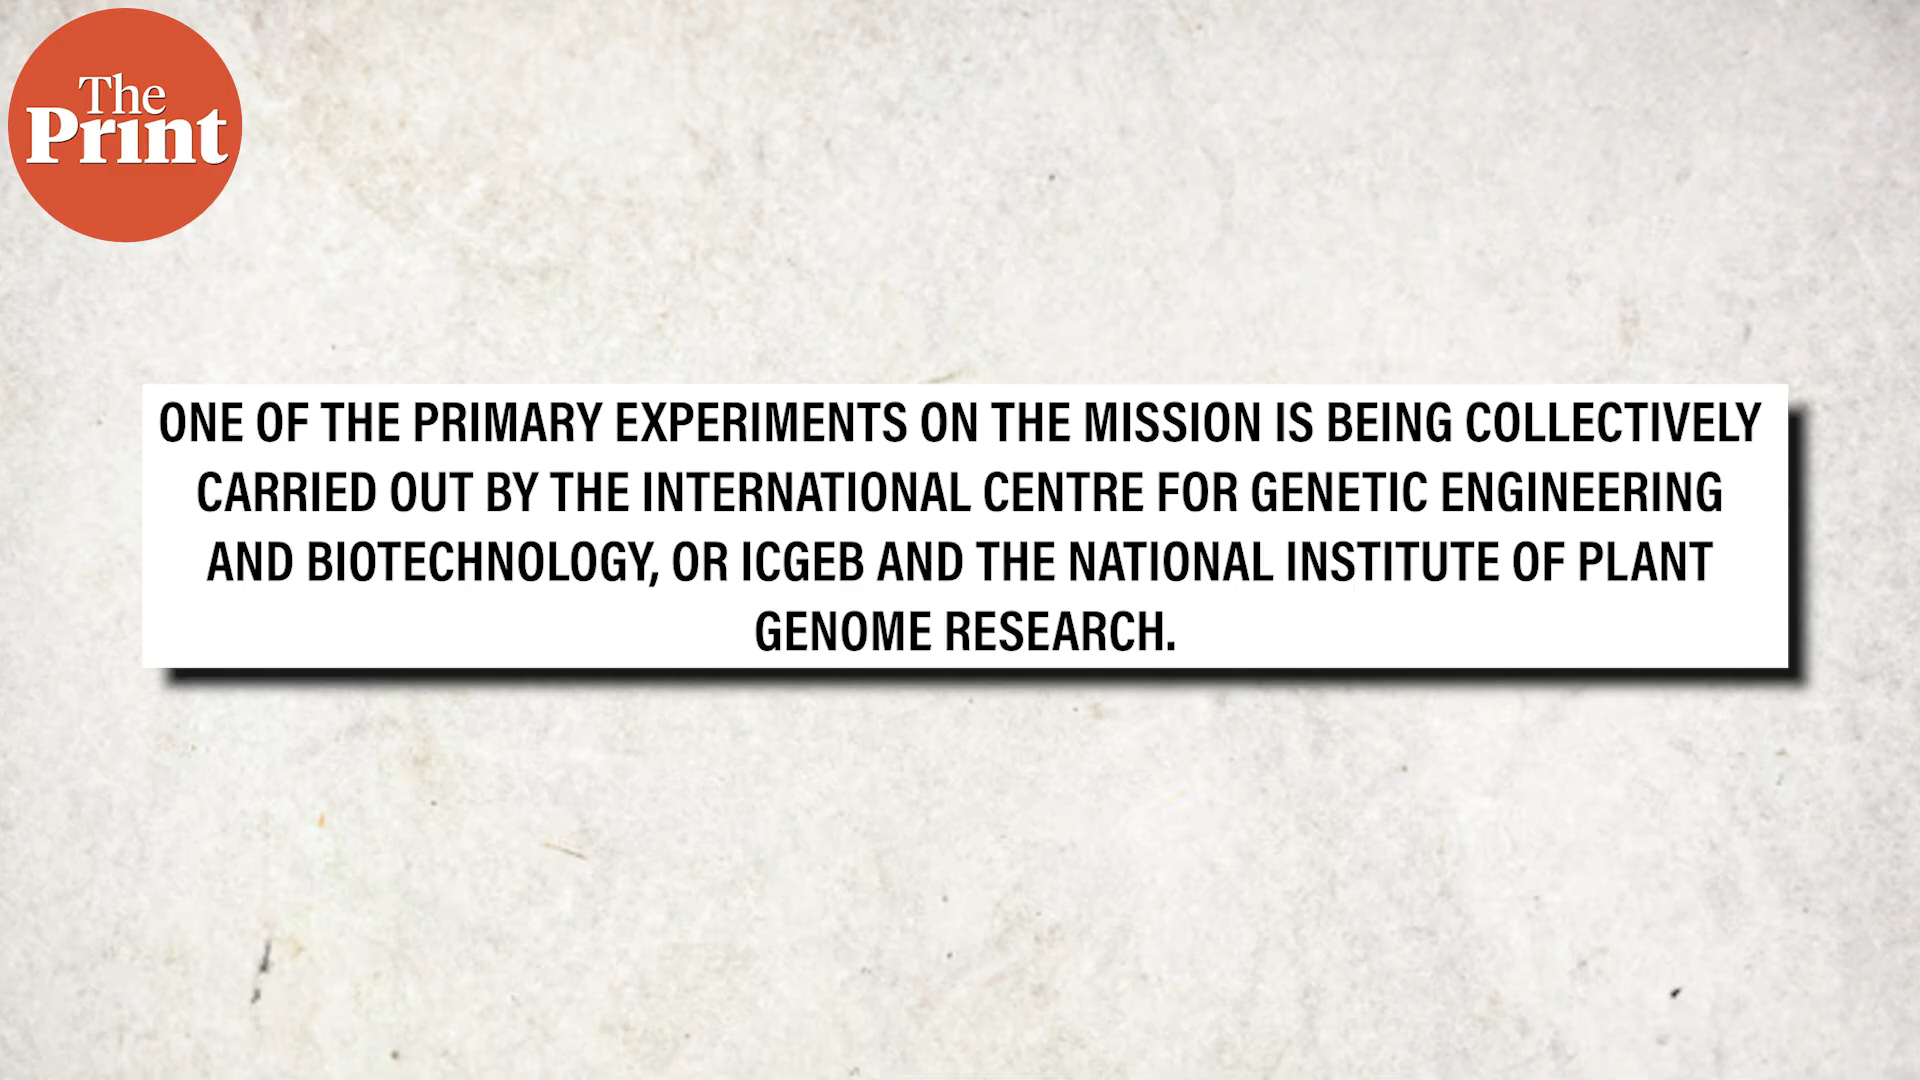 The
Print
ONE OF THE PRIMARY EXPERIMENTS ON THE MISSION IS BEING COLLECTIVELY
CARRIED OUT BY THE INTERNATIONAL CENTRE FOR GENETIC ENGINEERING
AND BIOTECHNOLOGY, OR ICGEB AND THE NATIONAL INSTITUTE OF PLANT
GENOME RESEARCH.